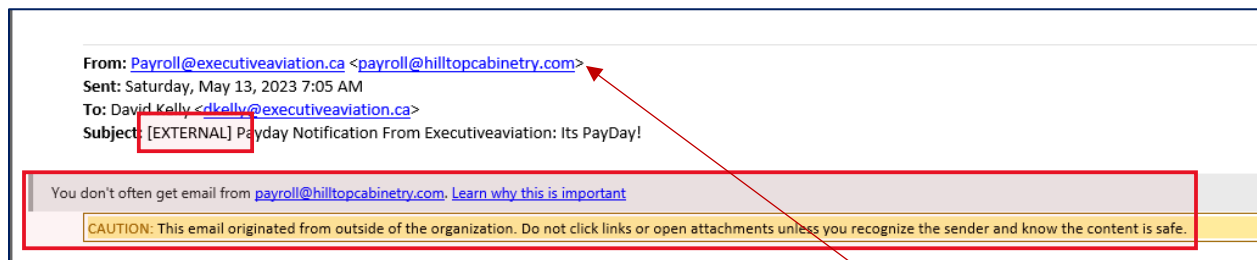 From: Payroll@executiveaviation.ca <payroll@hilltopcabinetry.com>
Sent: Saturday, May 13, 2023 7:05 AM
To: David Kelly <dkelly@executiveaviation.ca>
Subject: [EXTERNAL] Payday Notification From Executiveaviation: Its PayDay!
You don't often get email from payroll@hilltopcabinetry.com. Learn why this is important
CAUTION: This email originated from outside of the organization. Do not click links or open attachments unless you recognize the sender and know the content is safe.